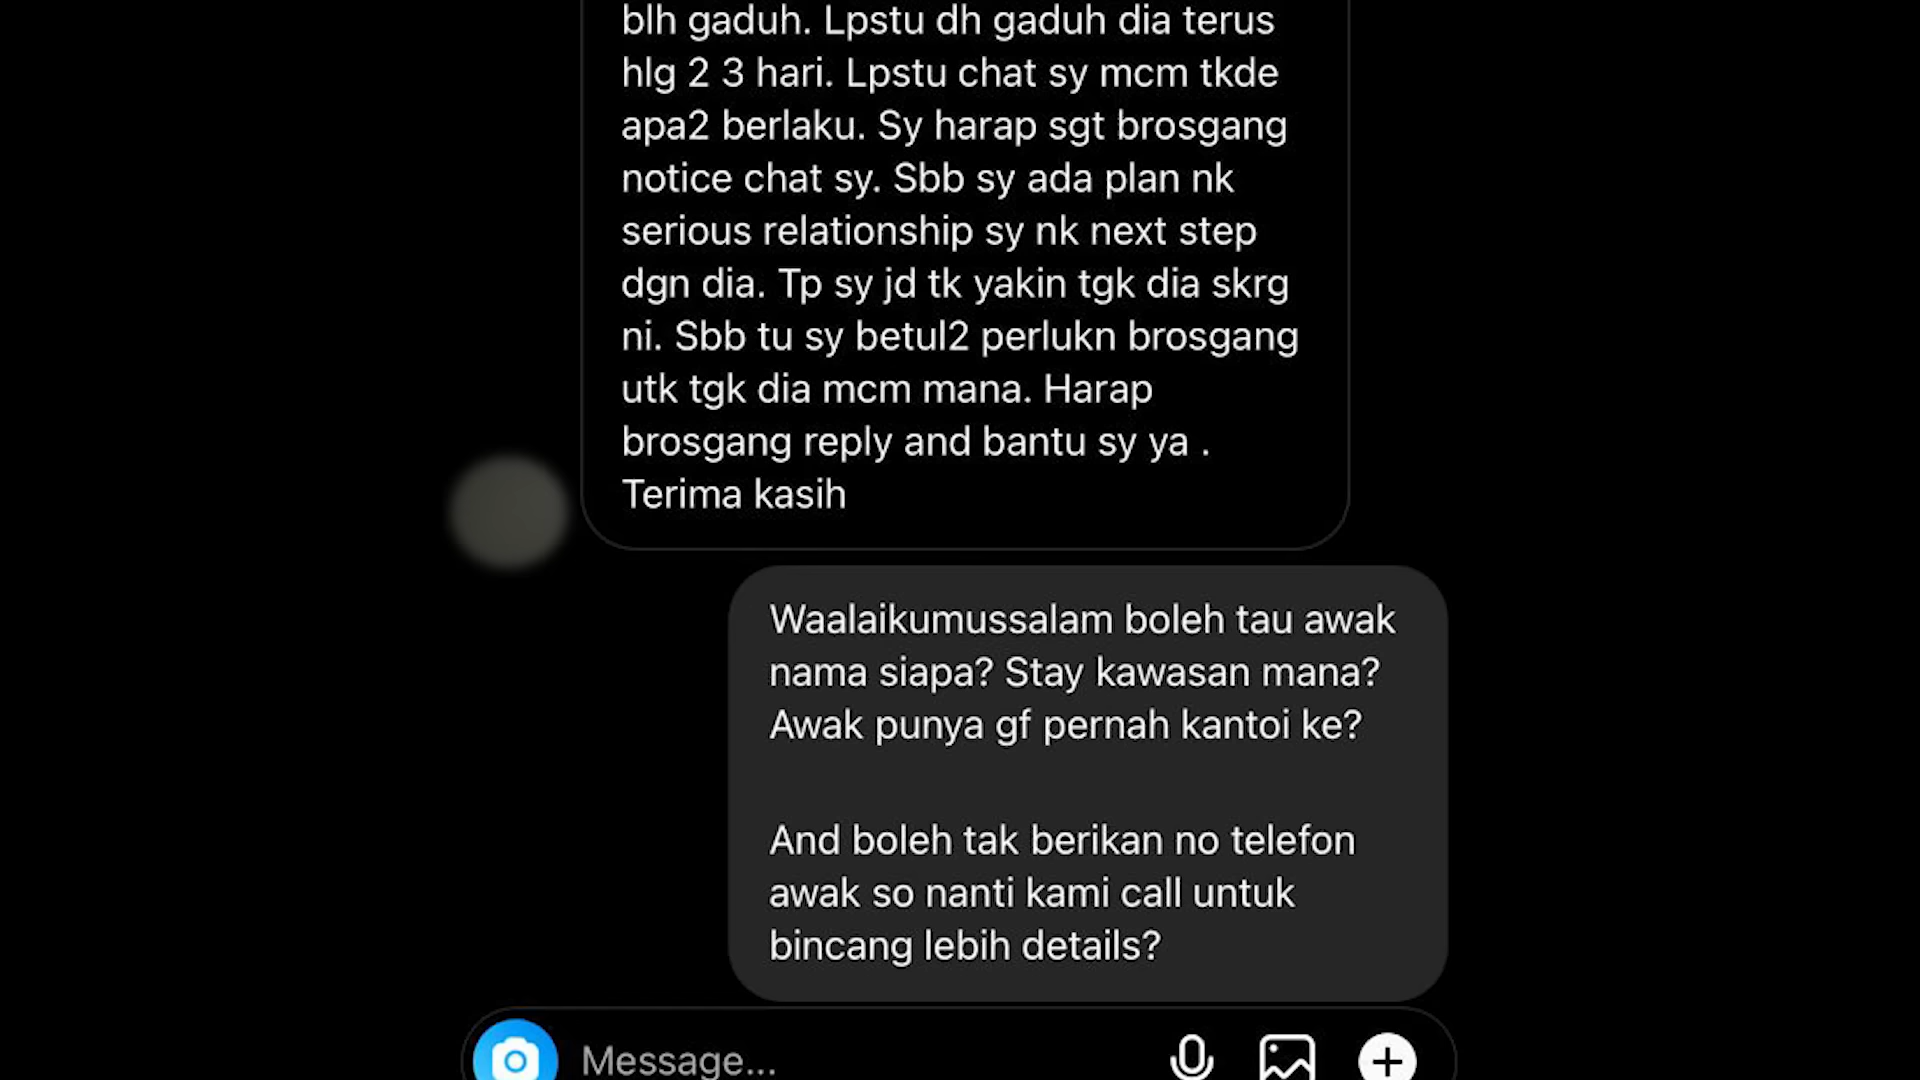 blh gaduh. Lpstu dh gaduh dia terus
hlg 2 3 hari. Lpstu chat sy mcm tkde
apa2 berlaku. Sy harap sgt brosgang
notice chat sy. Sbb sy ada plan nk
serious relationship sy nk next step
dgn dia. Tp sy jd tk yakin tgk dia skrg
ni. Sbb tu sy betul2 perlukn brosgang
utk tgk dia mcm mana. Harap
brosgang reply and bantu sy ya .
Terima kasih
Waalaikumussalam boleh tau awak
nama siapa? Stay kawasan mana?
Awak punya gf pernah kantoi ke?
And boleh tak berikan no telefon
awak so nanti kami call untuk
bincang lebih details?
Message...